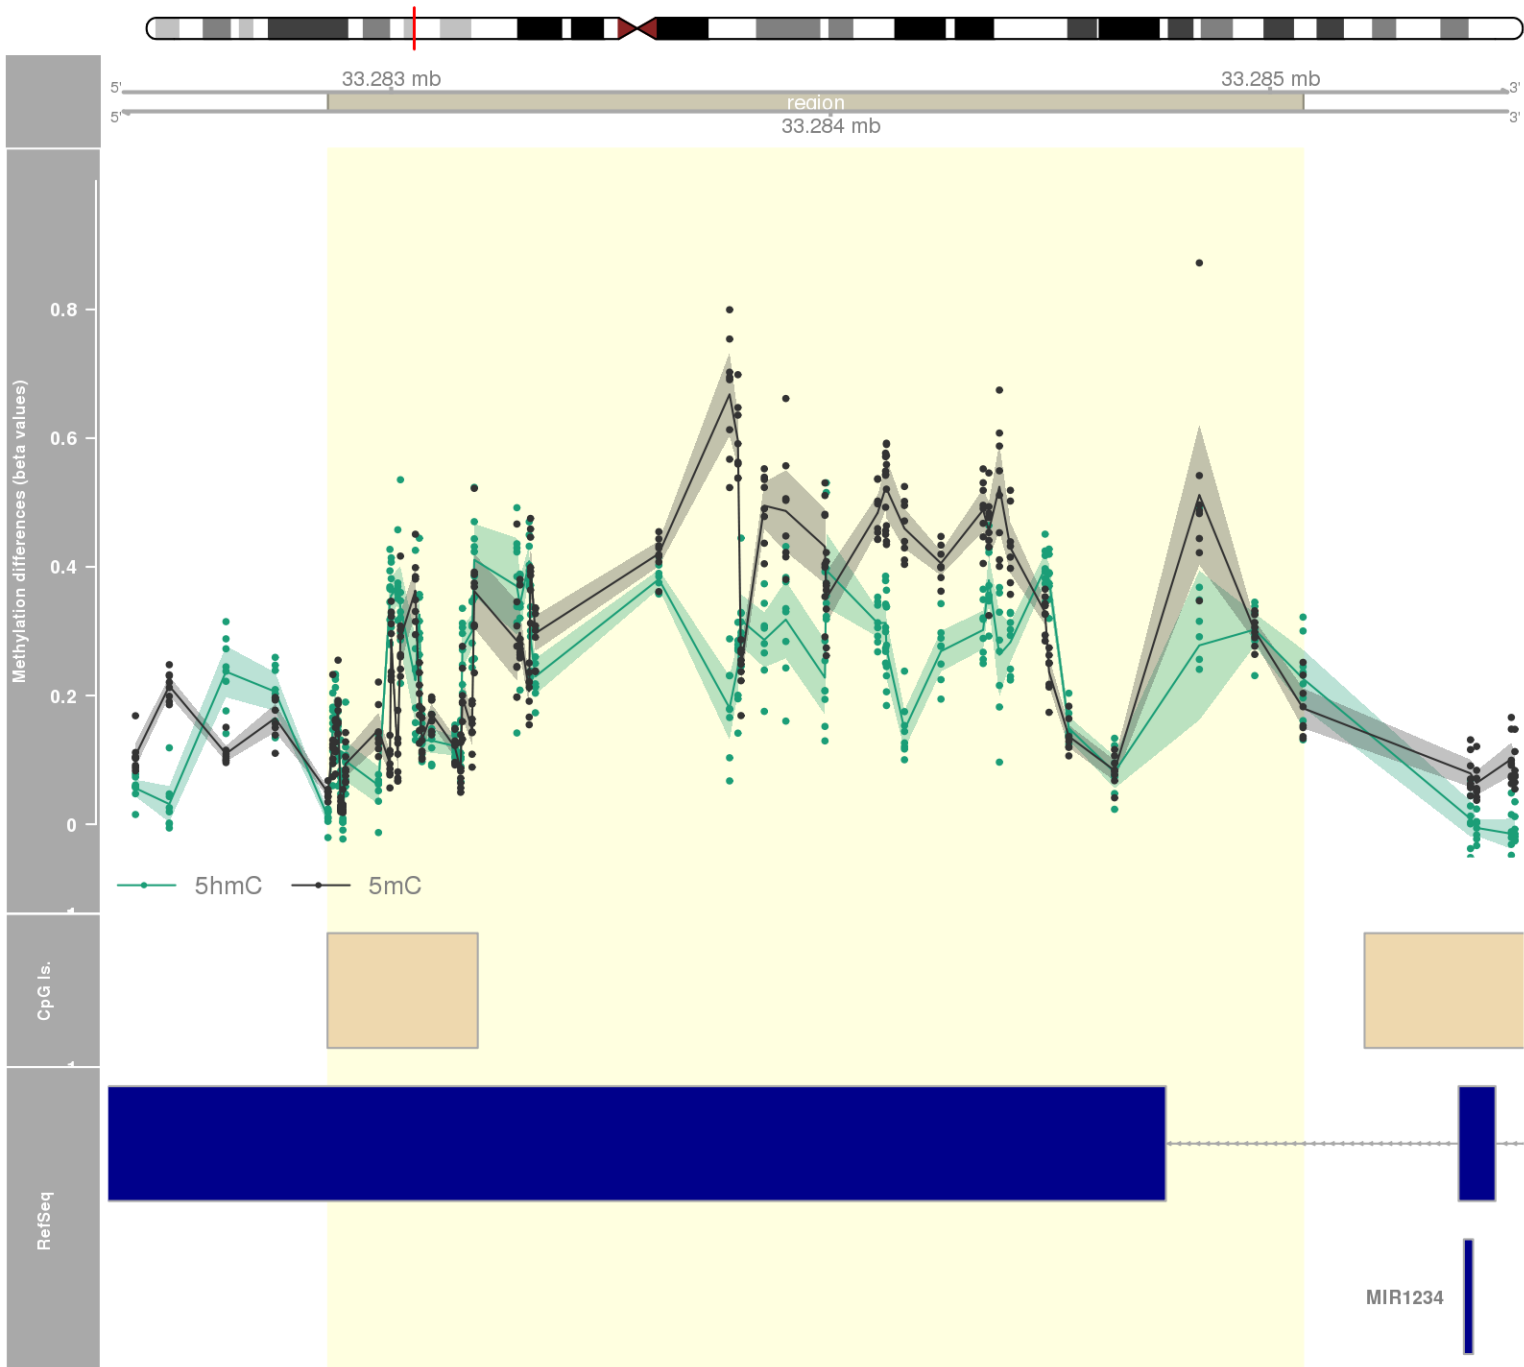 33.283 mb
33.285 mb
5'
3'
region
5'
3'
33.284 mb
Methylation differences (beta values)
0.8
0.6
0.4
0.2
0
5hmC
5mC
CpG Is.
RefSeq
MIR1234